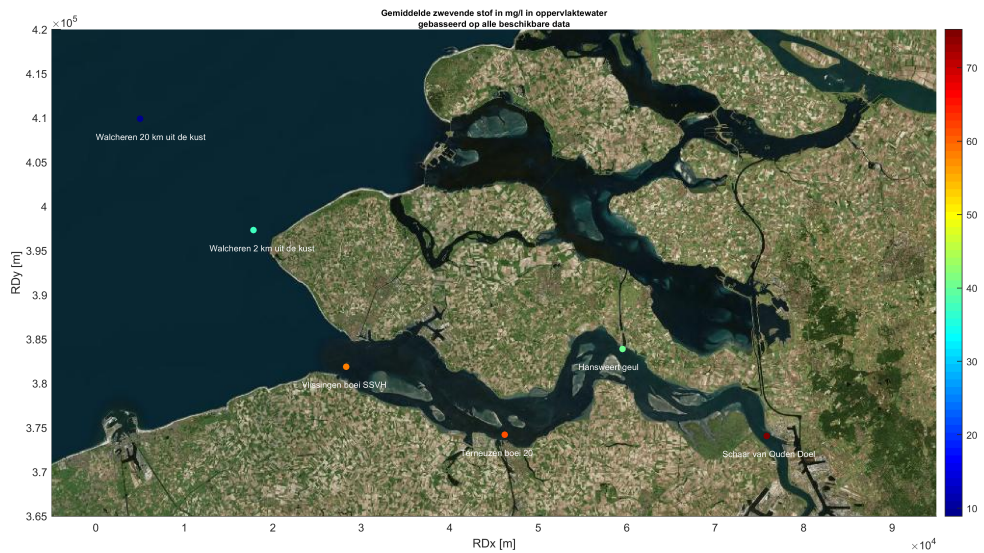 Gemiddelde zwevende stof in mg/l in oppervlaktewater
gebasseerd op alle beschikbare data
×10⁵
4.2
4.15
4.1
4.05
4
3.95
3.9
3.85
3.8
3.75
3.7
3.65
RDy [m]
Walcheren 20 km uit de kust
Walcheren 2 km uit de kust
Vlissingen boei SSVH
Hansweert geul
Terneuzen boei 20
Schaar van Ouden Doel
70
60
50
40
30
20
10
0 1 2 3 4 5 6 7 8 9
RDx [m]
×10⁴